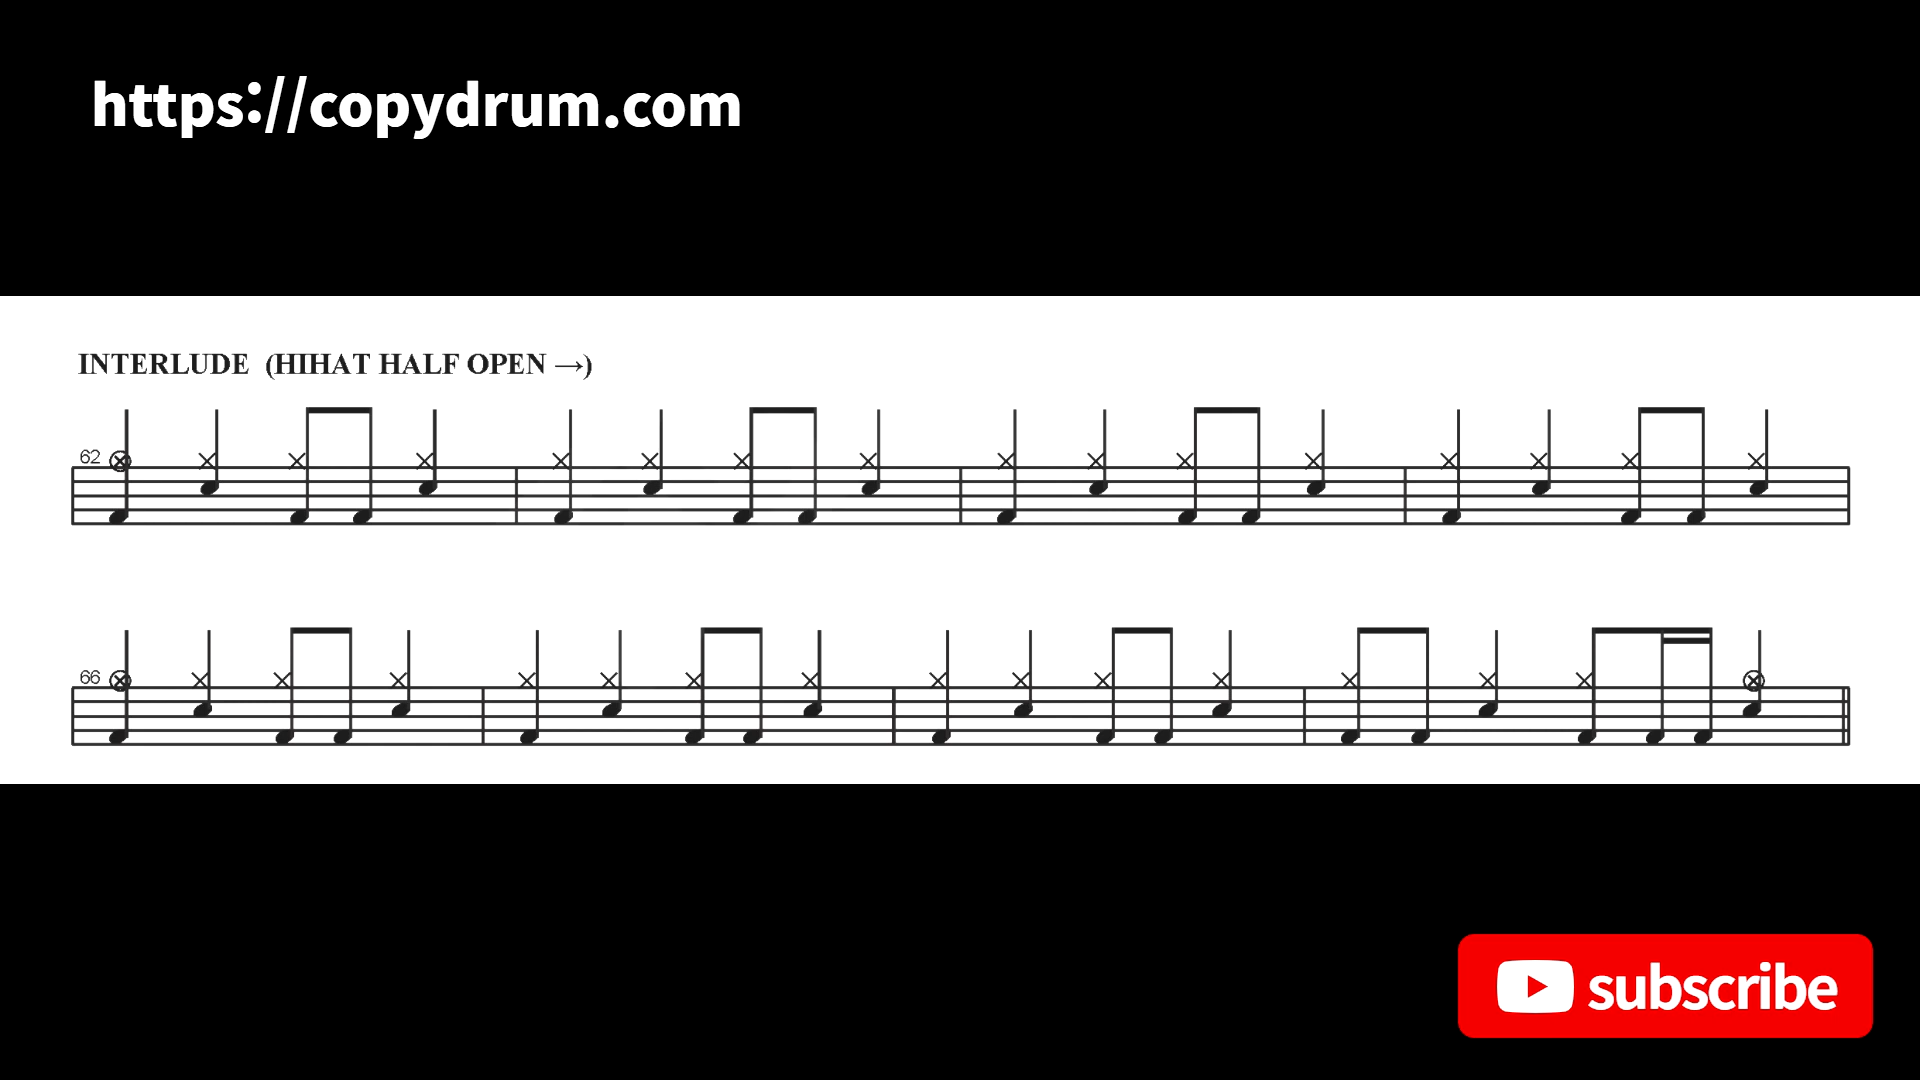 https://copydrum.com
INTERLUDE (HIHAT HALF OPEN →)
62
66
subscribe